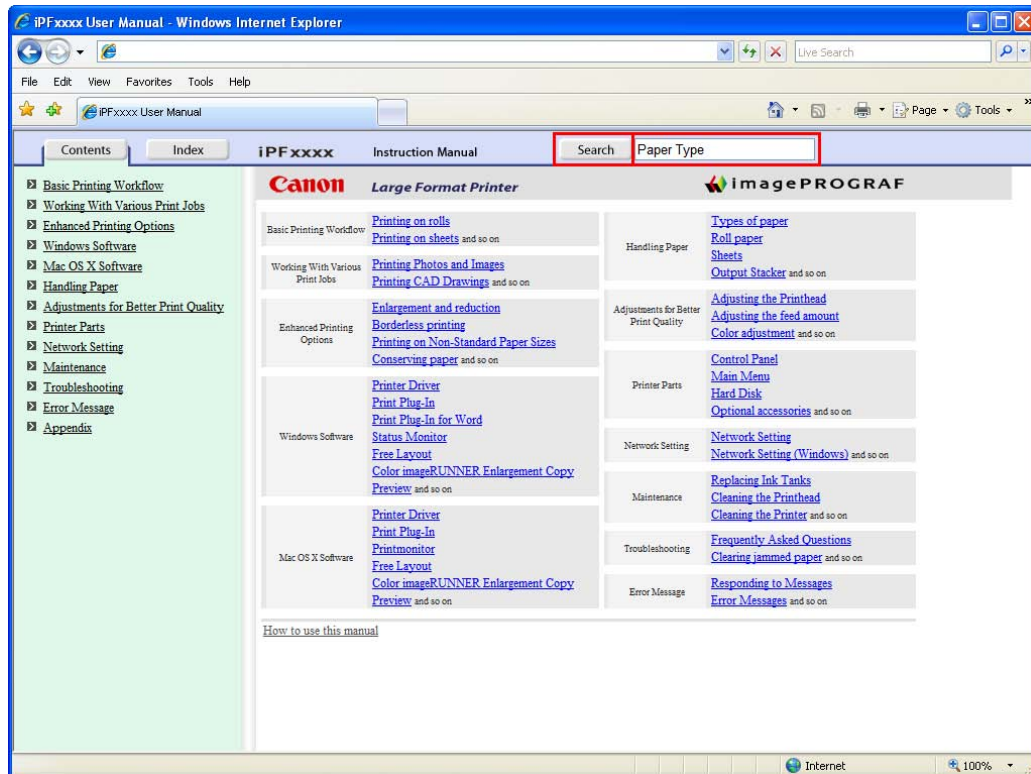 iPFxxxx User Manual - Windows Internet Explorer
Live Search
File Edit View Favorites Tools Help
iPFxxxx User Manual
Page Tools
Contents Index iPFxxxx Instruction Manual Search Paper Type
Basic Printing Workflow
Working With Various Print Jobs
Enhanced Printing Options
Windows Software
Mac OS X Software
Handling Paper
Adjustments for Better Print Quality
Printer Parts
Network Setting
Maintenance
Troubleshooting
Error Message
Appendix
Canon Large Format Printer imagePROGRAF
Basic Printing Workflow
Printing on rolls
Printing on sheets and so on
Working With Various
Print Jobs
Printing Photos and Images
Printing CAD Drawings and so on
Enhanced Printing
Options
Enlargement and reduction
Borderless printing
Printing on Non-Standard Paper Sizes
Conserving paper and so on
Windows Software
Printer Driver
Print Plug-In
Print Plug-In for Word
Status Monitor
Free Layout
Color imageRUNNER Enlargement Copy
Preview and so on
Mac OS X Software
Printer Driver
Print Plug-In
Printmonitor
Free Layout
Color imageRUNNER Enlargement Copy
Preview and so on
Handling Paper
Types of paper
Roll paper
Sheets
Output Stacker and so on
Adjustments for Better
Print Quality
Adjusting the Printhead
Adjusting the feed amount
Color adjustment and so on
Printer Parts
Control Panel
Main Menu
Hard Disk
Optional accessories and so on
Network Setting
Network Setting
Network Setting (Windows) and so on
Maintenance
Replacing Ink Tanks
Cleaning the Printhead
Cleaning the Printer and so on
Troubleshooting
Frequently Asked Questions
Clearing jammed paper and so on
Error Message
Responding to Messages
Error Messages and so on
How to use this manual
Internet 100%